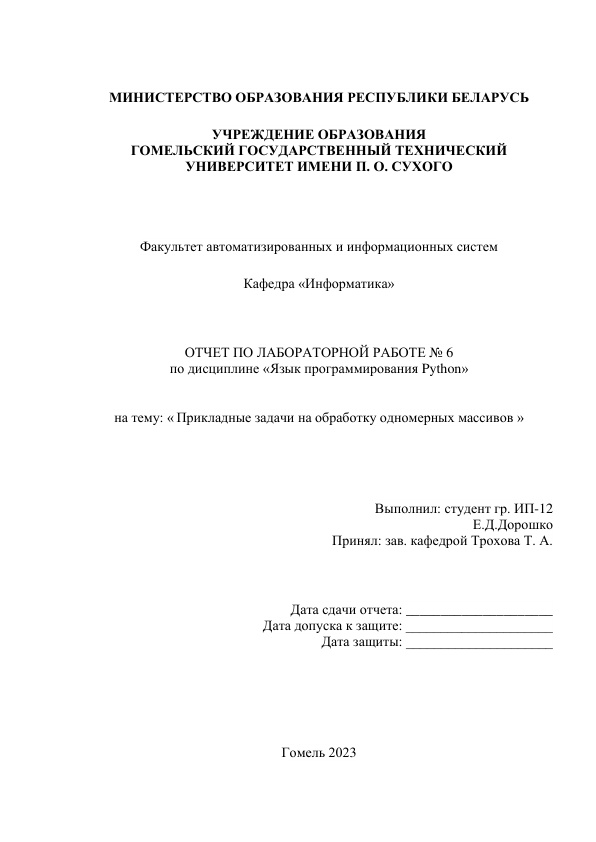 МИНИСТЕРСТВО ОБРАЗОВАНИЯ РЕСПУБЛИКИ БЕЛАРУСЬ
УЧРЕЖДЕНИЕ ОБРАЗОВАНИЯ
ГОМЕЛЬСКИЙ ГОСУДАРСТВЕННЫЙ ТЕХНИЧЕСКИЙ
УНИВЕРСИТЕТ ИМЕНИ П. О. СУХОГО
Факультет автоматизированных и информационных систем
Кафедра «Информатика»
ОТЧЕТ ПО ЛАБОРАТОРНОЙ РАБОТЕ № 6
по дисциплине «Язык программирования Python»
на тему: « Прикладные задачи на обработку одномерных массивов »
Выполнил: студент гр. ИП-12
Е.Д.Дорошко
Принял: зав. кафедрой Трохова Т. А.
Дата сдачи отчета: _____________________
Дата допуска к защите: _____________________
Дата защиты: _____________________
Гомель 2023